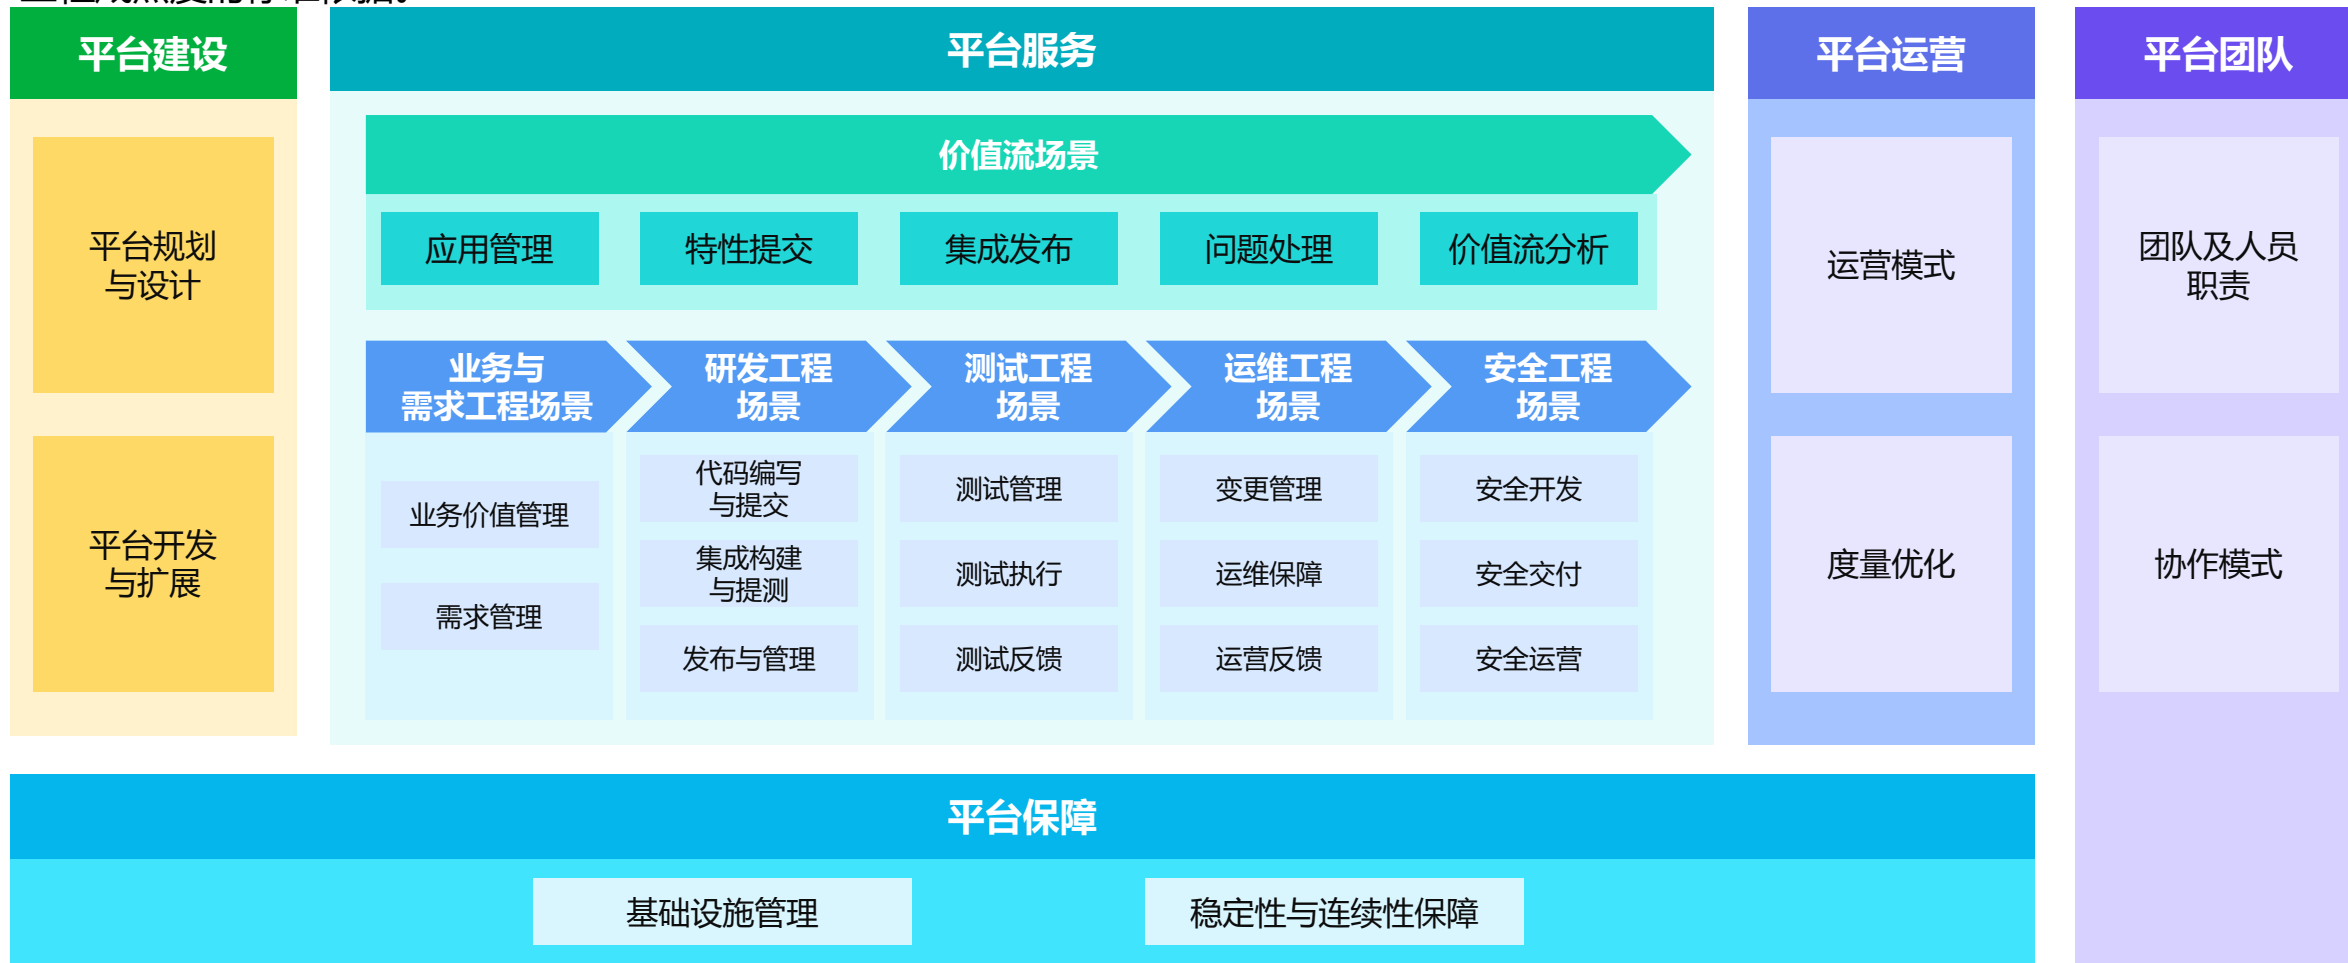 平台建设
平台规划
与设计
平台开发
与扩展
平台服务
价值流场景
应用管理
特性提交
集成发布
问题处理
价值流分析
业务与
需求工程场景
业务价值管理
需求管理
研发工程
场景
代码编写
与提交
集成构建
与提测
发布与管理
测试工程
场景
测试管理
测试执行
测试反馈
运维工程
场景
变更管理
运维保障
运营反馈
安全工程
场景
安全开发
安全交付
安全运营
平台运营
运营模式
度量优化
平台团队
团队及人员
职责
协作模式
平台保障
基础设施管理
稳定性与连续性保障